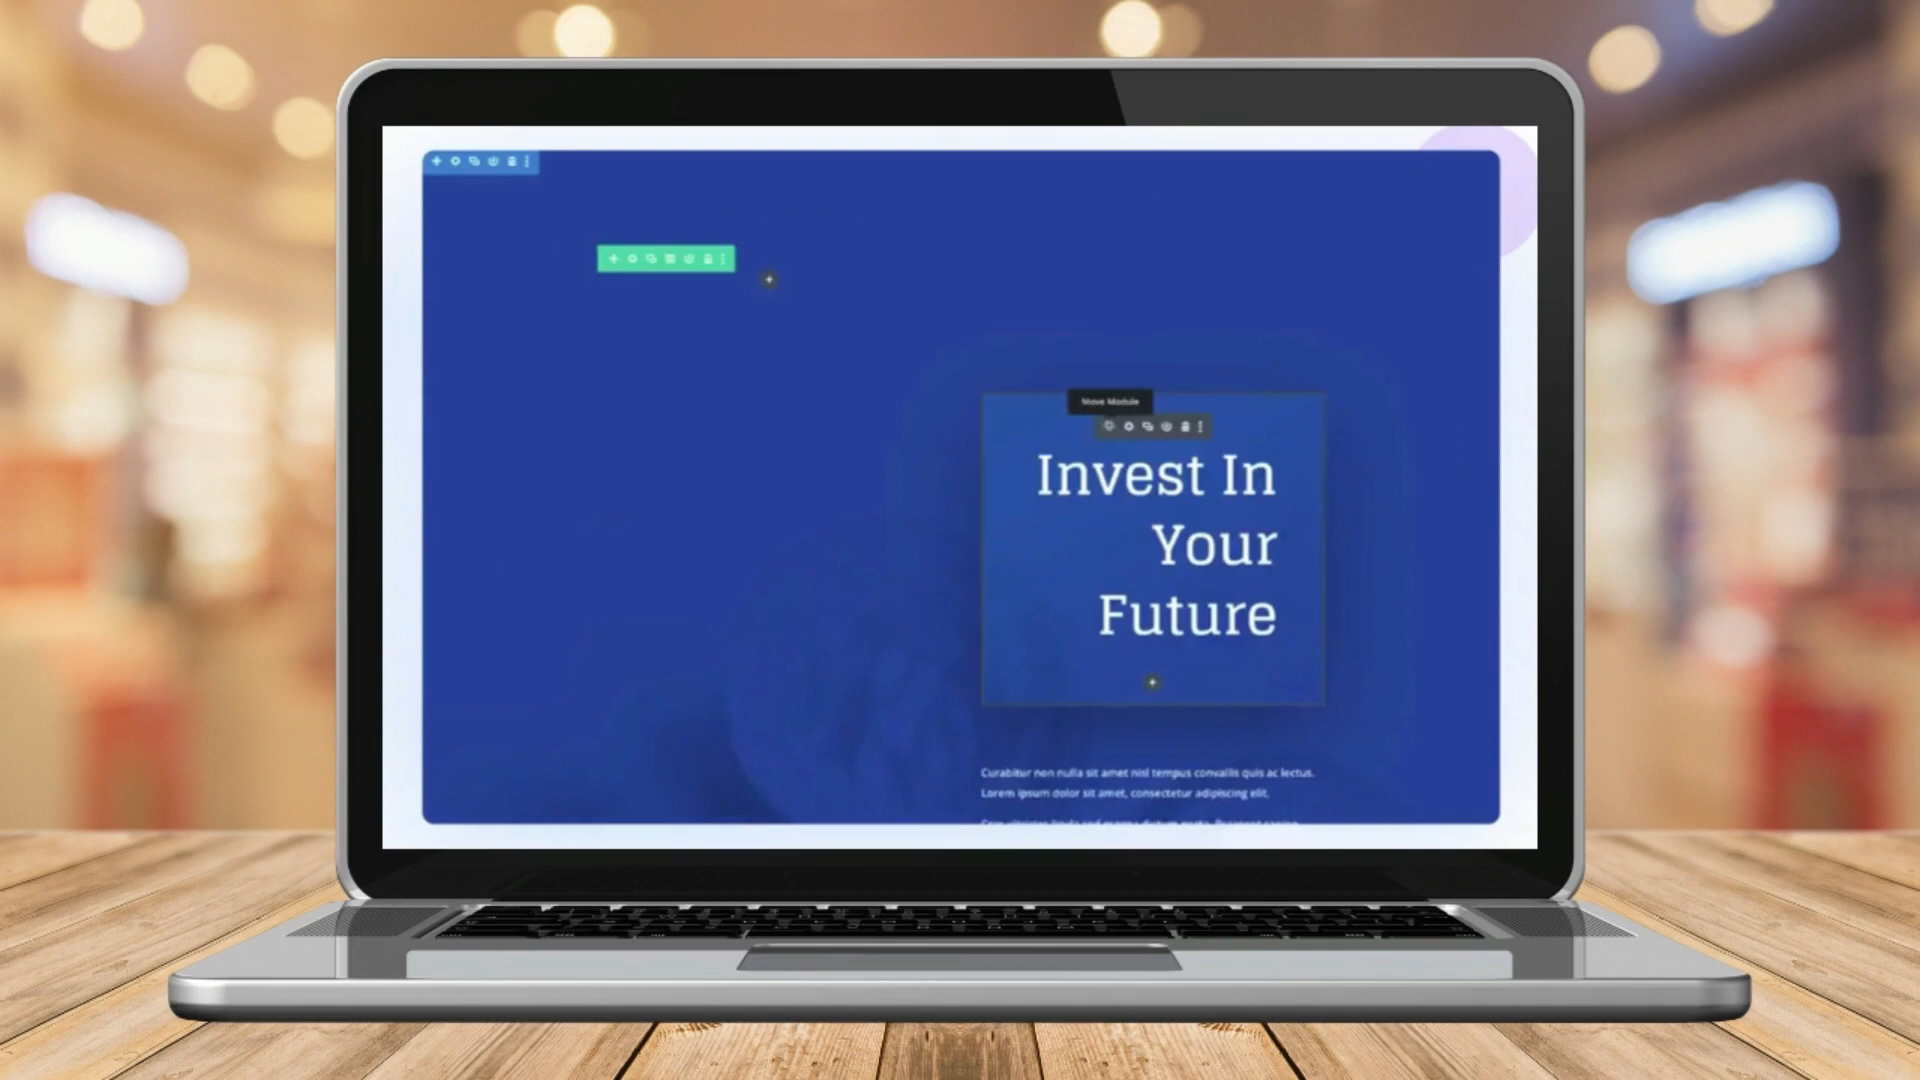 Move Module
Invest In
Your
Future
Curabitur non nulla sit amet nisl tempus convallis quis ac lectus.
Lorem ipsum dolor sit amet, consectetur adipiscing elit.